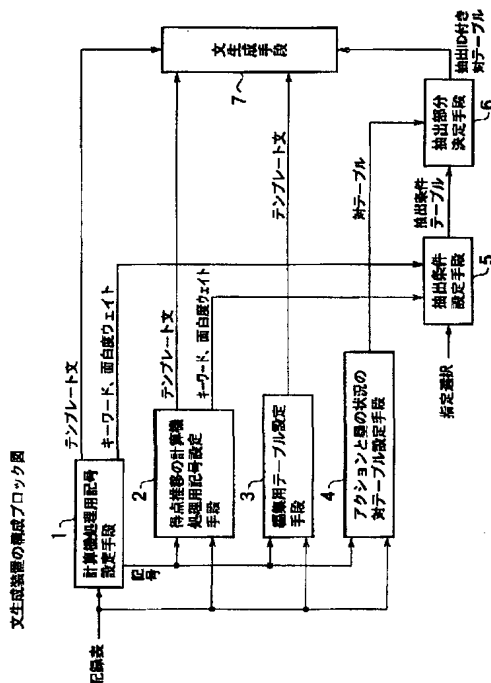 文生成装置の構成ブロック図
記録表
1
計算機処理用記号
設定手段
テンプレート文
キーワード、面白度ウェイト
記号
2
得点推移の計算機
処理用記号設定
手段
テンプレート文
キーワード、面白度ウェイト
3
編集用テーブル設定
手段
テンプレート文
4
アクションと塁の状況の
対テーブル設定手段
対テーブル
指定選択
抽出条件
設定手段
5
抽出条件
テーブル
抽出部分
決定手段
6
抽出ID付き
対テーブル
文生成手段
7